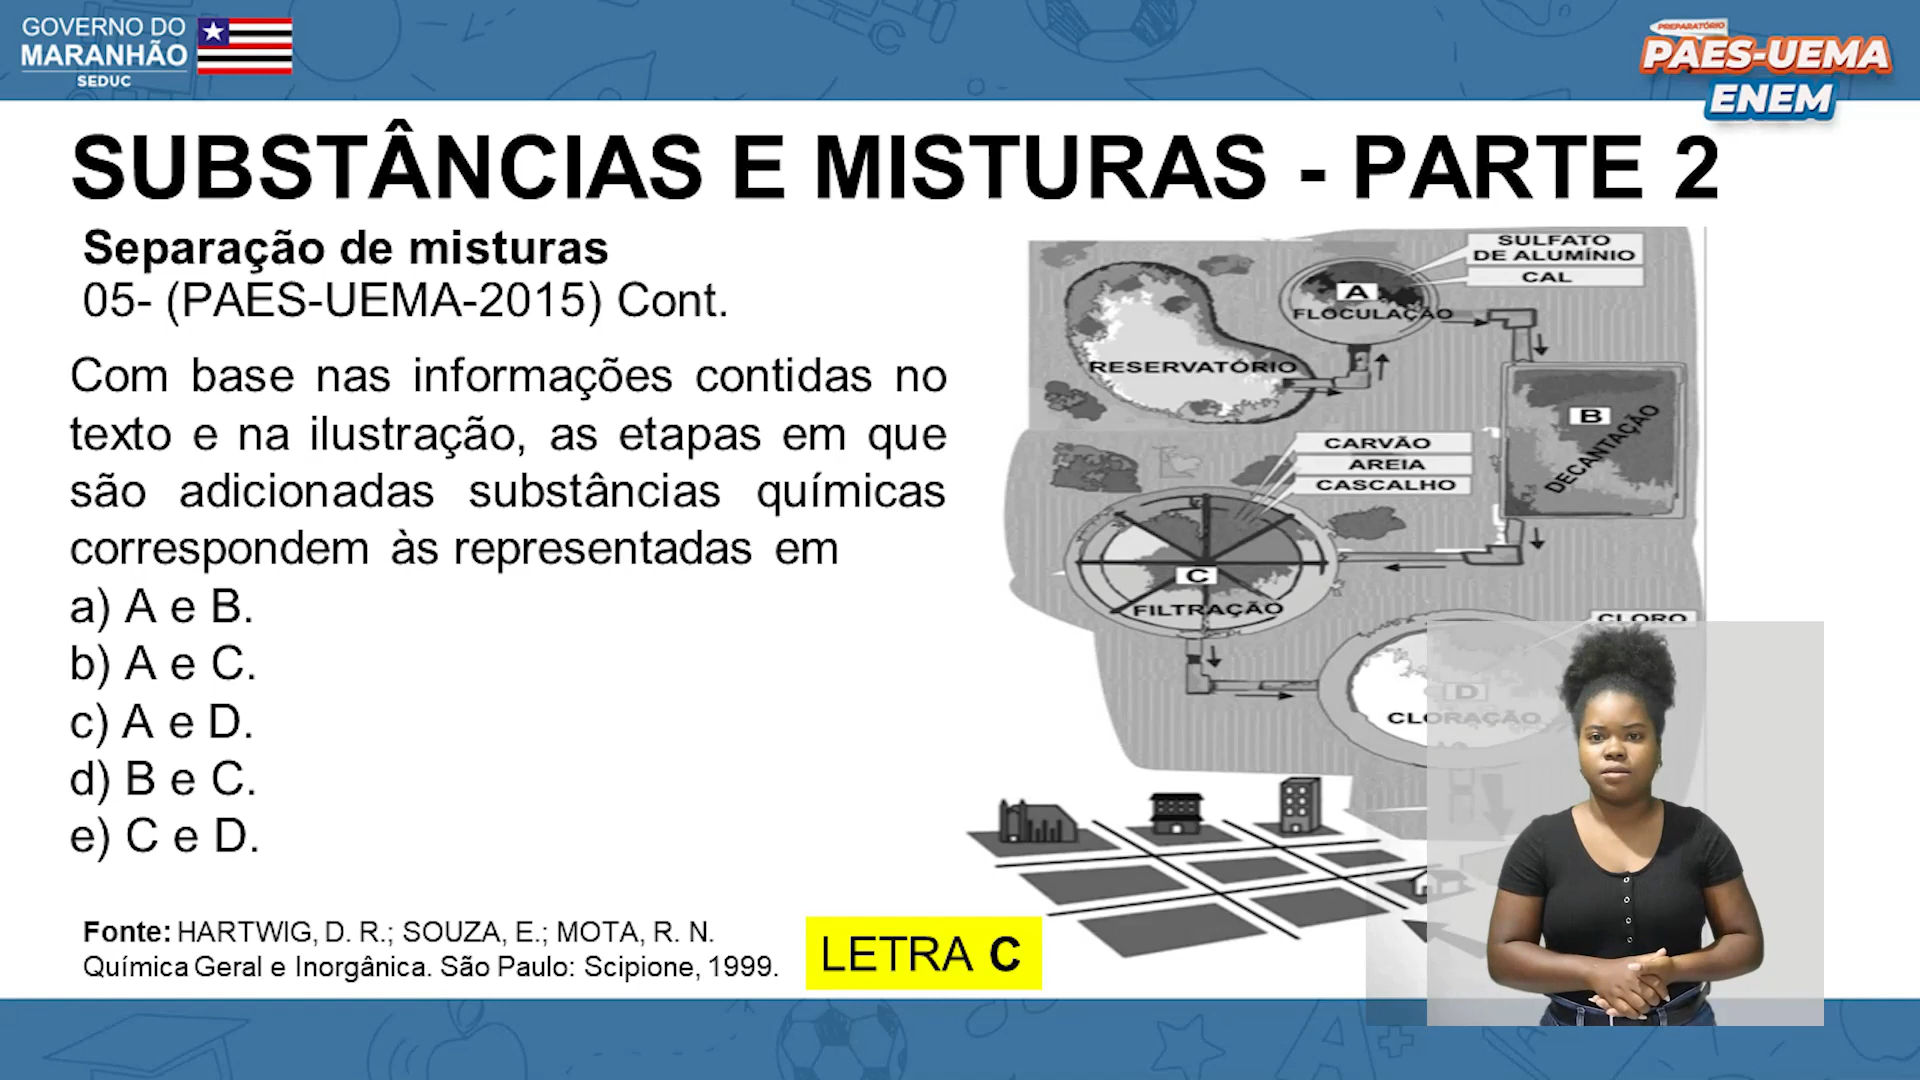 GOVERNO DO
MARANHÃO
SEDUC
PREPARATÓRIO
PAES-UEMA
ENEM
SUBSTÂNCIAS E MISTURAS - PARTE 2
Separação de misturas
05- (PAES-UEMA-2015) Cont.
Com base nas informações contidas no
texto e na ilustração, as etapas em que
são adicionadas substâncias químicas
correspondem às representadas em
a) A e B.
b) A e C.
c) A e D.
d) B e C.
e) C e D.
SULFATO
DE ALUMÍNIO
CAL
A
FLOCULAÇÃO
RESERVATÓRIO
B
DECANTAÇÃO
CARVÃO
AREIA
CASCALHO
C
FILTRAÇÃO
CLORO
D
CLORAÇÃO
Fonte: HARTWIG, D. R.; SOUZA, E.; MOTA, R. N.
Química Geral e Inorgânica. São Paulo: Scipione, 1999.
LETRA C